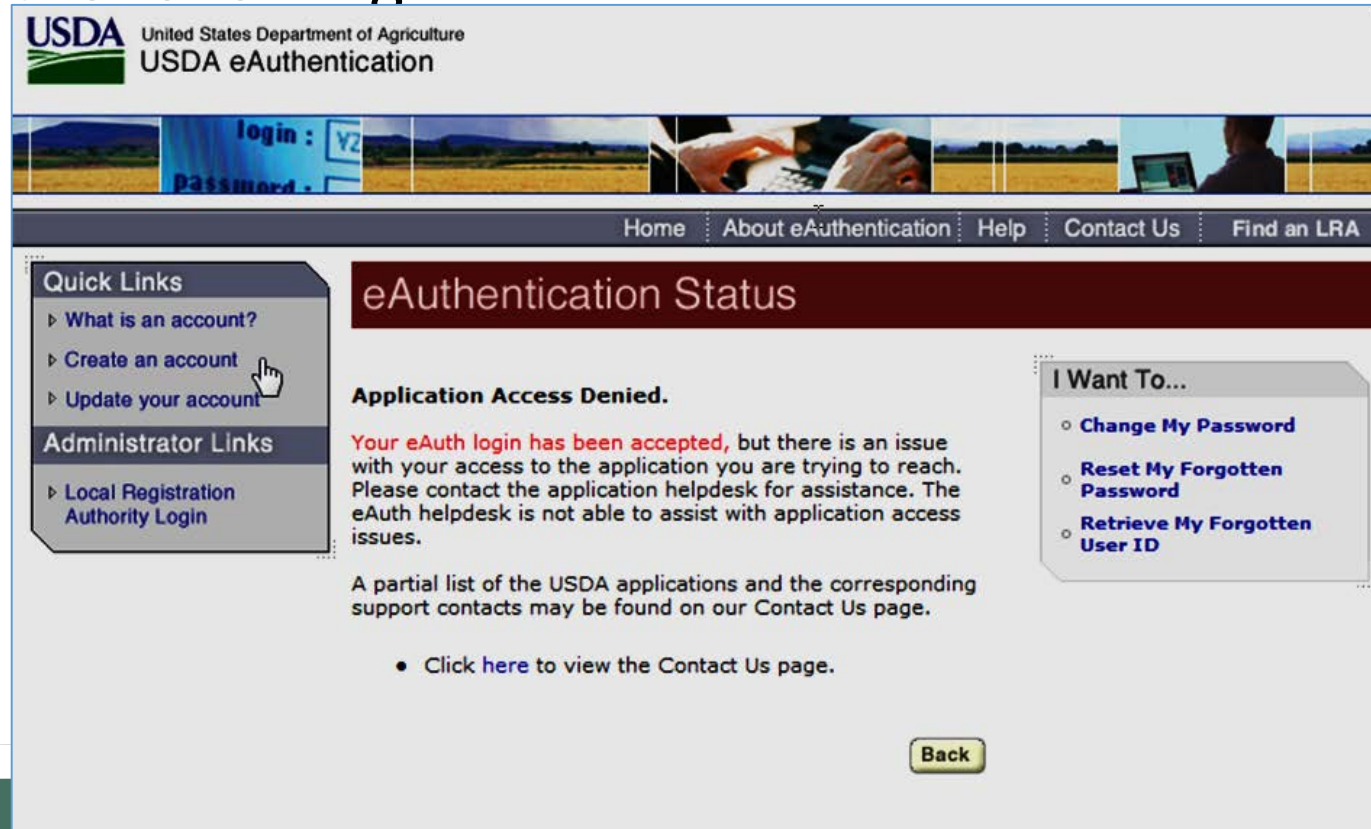 USDA United States Department of Agriculture
USDA eAuthentication
login :
password :
Home About eAuthentication Help Contact Us Find an LRA
Quick Links
What is an account?
Create an account
Update your account
Administrator Links
Local Registration
Authority Login
eAuthentication Status
Application Access Denied.
Your eAuth login has been accepted, but there is an issue
with your access to the application you are trying to reach.
Please contact the application helpdesk for assistance. The
eAuth helpdesk is not able to assist with application access
issues.
A partial list of the USDA applications and the corresponding
support contacts may be found on our Contact Us page.
• Click here to view the Contact Us page.
Back
I Want To...
Change My Password
Reset My Forgotten
Password
Retrieve My Forgotten
User ID